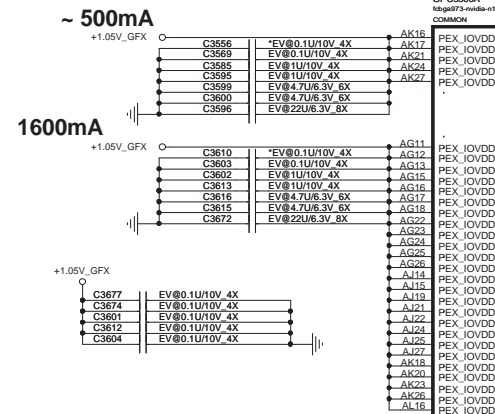 GPU3500A
fcbga973-nvidia-n1
COMMON
~ 500mA
+1.05V_GFX
AK16 PEX_IOVDD
C3556 *EV@0.1U/10V_4X AK17 PEX_IOVDD
C3569 EV@0.1U/10V_4X AK21 PEX_IOVDD
C3585 EV@1U/10V_4X AK24 PEX_IOVDD
C3595 EV@1U/10V_4X AK27 PEX_IOVDD
C3599 EV@4.7U/6.3V_6X
C3600 EV@4.7U/6.3V_6X
C3596 EV@22U/6.3V_8X
1600mA
+1.05V_GFX
AG11 PEX_IOVDD
C3610 *EV@0.1U/10V_4X AG12 PEX_IOVDD
C3603 EV@0.1U/10V_4X AG13 PEX_IOVDD
C3602 EV@1U/10V_4X AG15 PEX_IOVDD
C3613 EV@1U/10V_4X AG16 PEX_IOVDD
C3616 EV@4.7U/6.3V_6X AG17 PEX_IOVDD
C3615 EV@4.7U/6.3V_6X AG18 PEX_IOVDD
C3672 EV@22U/6.3V_8X AG22 PEX_IOVDD
AG23 PEX_IOVDD
AG24 PEX_IOVDD
AG25 PEX_IOVDD
AG26 PEX_IOVDD
AJ14 PEX_IOVDD
+1.05V_GFX
AJ15 PEX_IOVDD
AJ19 PEX_IOVDD
C3677 EV@0.1U/10V_4X AJ21 PEX_IOVDD
C3674 EV@0.1U/10V_4X AJ22 PEX_IOVDD
C3601 EV@0.1U/10V_4X AJ24 PEX_IOVDD
C3612 EV@0.1U/10V_4X AJ25 PEX_IOVDD
C3604 EV@0.1U/10V_4X AJ27 PEX_IOVDD
AK18 PEX_IOVDD
AK20 PEX_IOVDD
AK23 PEX_IOVDD
AK26 PEX_IOVDD
AL16 PEX_IOVDD